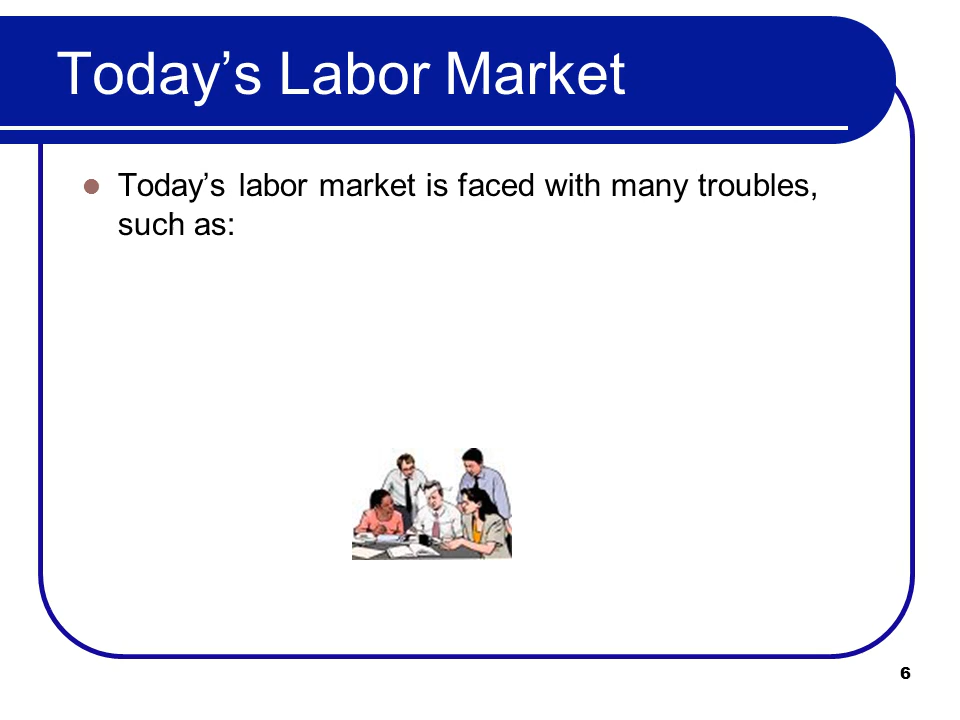 Today’s Labor Market
Today’s labor market is faced with many troubles,
such as:
6